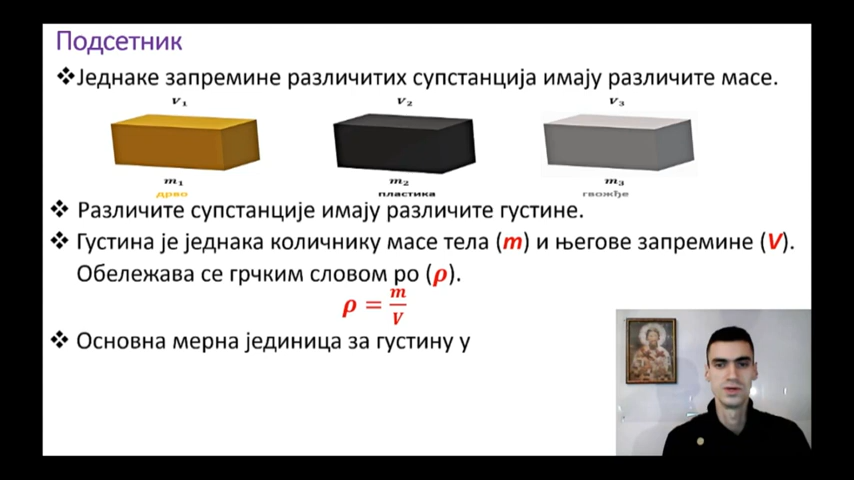 Подсетник
❖Једнаке запремине различитих супстанција имају различите масе.
V₁ V₂ V₃
m₁ m₂ m₃
дрво пластика гвожђе
❖ Различите супстанције имају различите густине.
❖ Густина је једнака количнику масе тела (m) и његове запремине (V).
Обележава се грчким словом ро (ρ).
ρ = m/V
❖ Основна мерна јединица за густину у